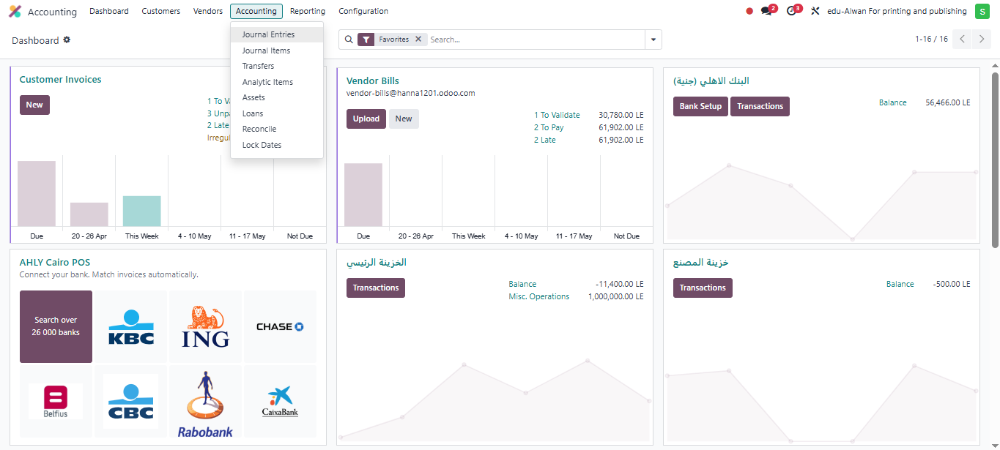 Accounting Dashboard Customers Vendors Accounting Reporting Configuration 2 3 edu-Alwan For printing and publishing S
Dashboard Favorites Search... 1-16 / 16
Journal Entries
Journal Items
Transfers
Analytic Items
Assets
Loans
Reconcile
Lock Dates
Customer Invoices
New
1 To Va
3 Unpa
2 Late
Irregul
Due 20 - 26 Apr This Week 4 - 10 May 11 - 17 May Not Due
Vendor Bills
vendor-bills@hanna1201.odoo.com
Upload New
1 To Validate 30,780.00 LE
2 To Pay 61,902.00 LE
2 Late 61,902.00 LE
Due 20 - 26 Apr This Week 4 - 10 May 11 - 17 May Not Due
البنك الاهلي (جنية)
Bank Setup Transactions
Balance 56,466.00 LE
AHLY Cairo POS
Connect your bank. Match invoices automatically.
Search over
26 000 banks
KBC
ING
CHASE
Belfius
CBC
Rabobank
CaixaBank
الخزينة الرئيسي
Transactions
Balance -11,400.00 LE
Misc. Operations 1,000,000.00 LE
خزينة المصنع
Transactions
Balance -500.00 LE